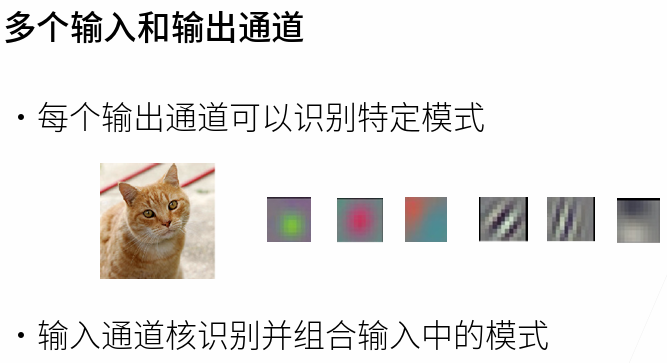 多个输入和输出通道
• 每个输出通道可以识别特定模式
• 输入通道核识别并组合输入中的模式